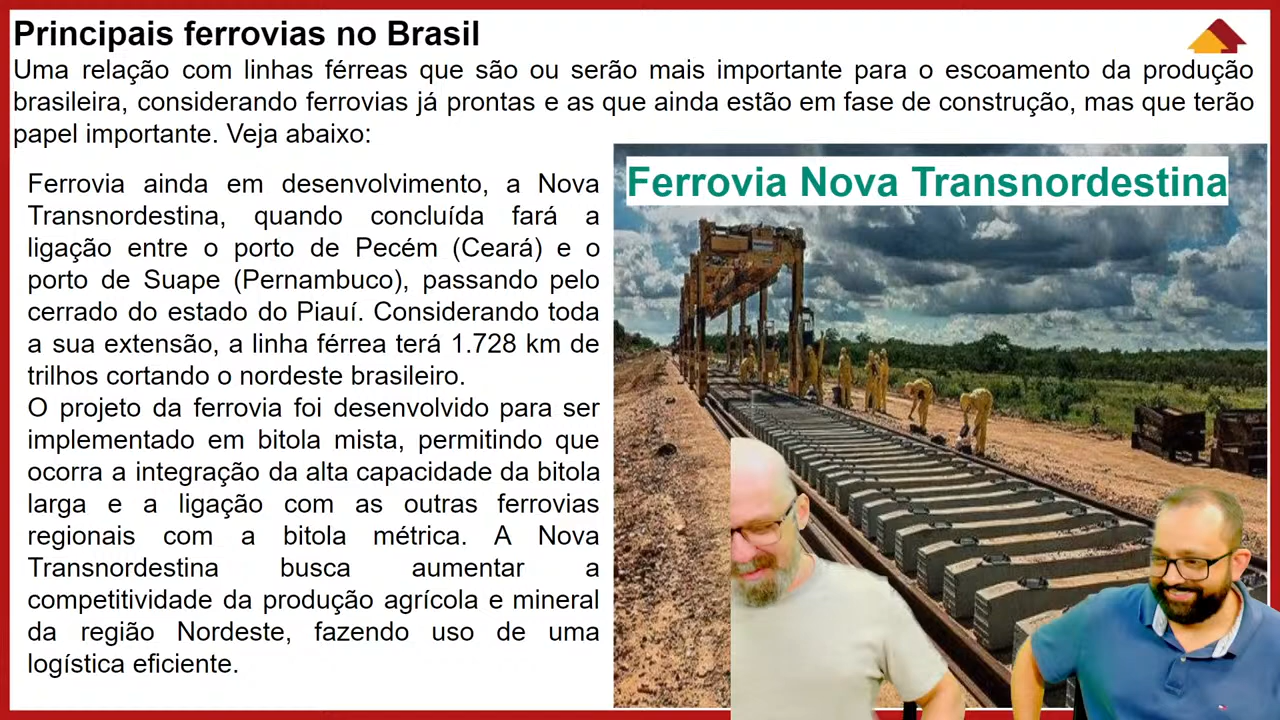 Principais ferrovias no Brasil
Uma relação com linhas férreas que são ou serão mais importante para o escoamento da produção
brasileira, considerando ferrovias já prontas e as que ainda estão em fase de construção, mas que terão
papel importante. Veja abaixo:
Ferrovia ainda em desenvolvimento, a Nova
Transnordestina, quando concluída fará a
ligação entre o porto de Pecém (Ceará) e o
porto de Suape (Pernambuco), passando pelo
cerrado do estado do Piauí. Considerando toda
a sua extensão, a linha férrea terá 1.728 km de
trilhos cortando o nordeste brasileiro.
O projeto da ferrovia foi desenvolvido para ser
implementado em bitola mista, permitindo que
ocorra a integração da alta capacidade da bitola
larga e a ligação com as outras ferrovias
regionais com a bitola métrica. A Nova
Transnordestina busca aumentar a
competitividade da produção agrícola e mineral
da região Nordeste, fazendo uso de uma
logística eficiente.
Ferrovia Nova Transnordestina